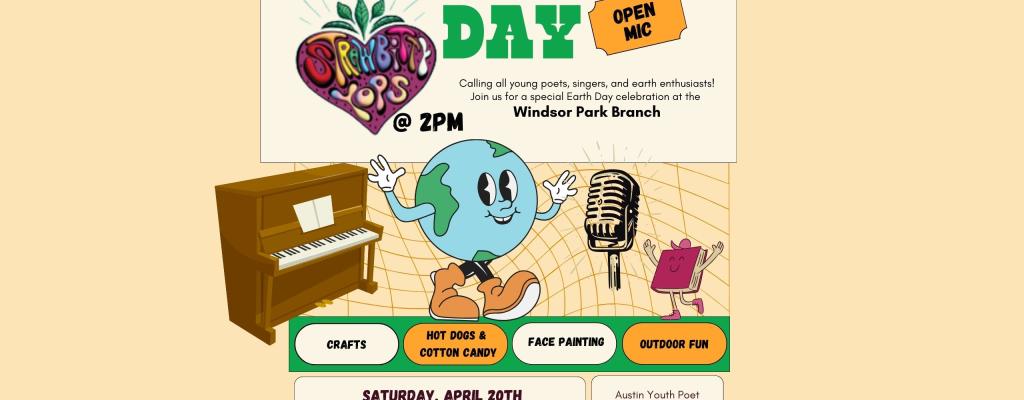 DAY
OPEN
MIC
STRAWBATTY
YOPS
@ 2PM
Calling all young poets, singers, and earth enthusiasts!
Join us for a special Earth Day celebration at the
Windsor Park Branch
CRAFTS
HOT DOGS &
COTTON CANDY
FACE PAINTING
OUTDOOR FUN
SATURDAY, APRIL 20TH
Austin Youth Poet